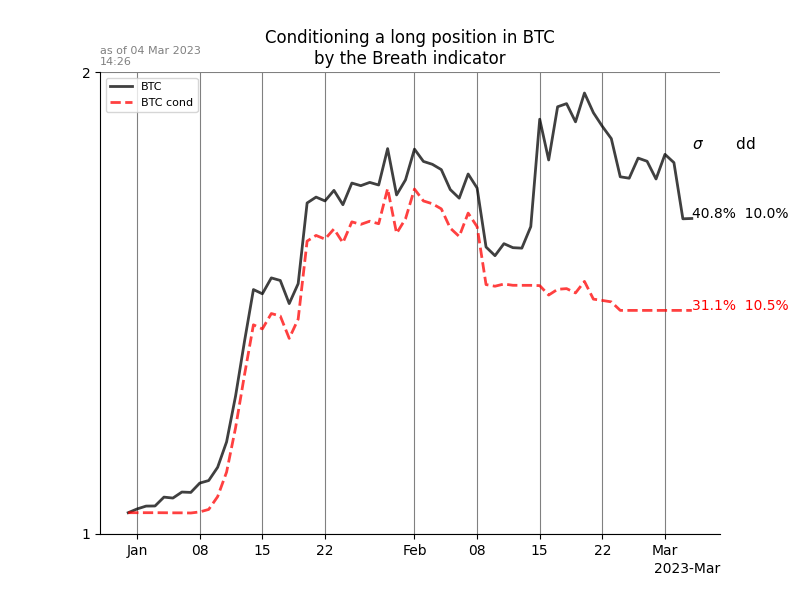 Conditioning a long position in BTC
by the Breath indicator
as of 04 Mar 2023
14:26
2
BTC
BTC cond
σ dd
40.8% 10.0%
31.1% 10.5%
1
Jan 08 15 22 Feb 08 15 22 Mar
2023-Mar